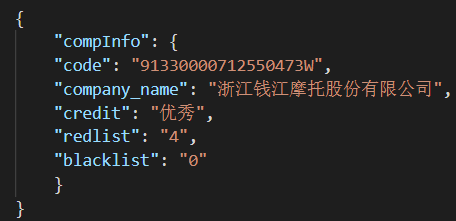 {
"compInfo": {
"code": "91330000712550473W",
"company_name": "浙江钱江摩托股份有限公司",
"credit": "优秀",
"redlist": "4",
"blacklist": "0"
}
}